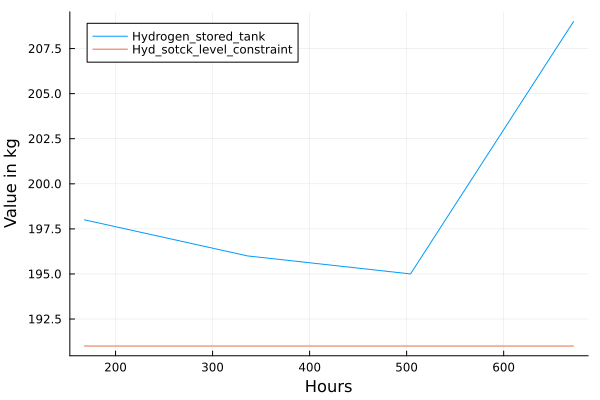 Hydrogen_stored_tank
Hyd_sotck_level_constraint
207.5
205.0
202.5
200.0
197.5
195.0
192.5
Value in kg
200 300 400 500 600
Hours